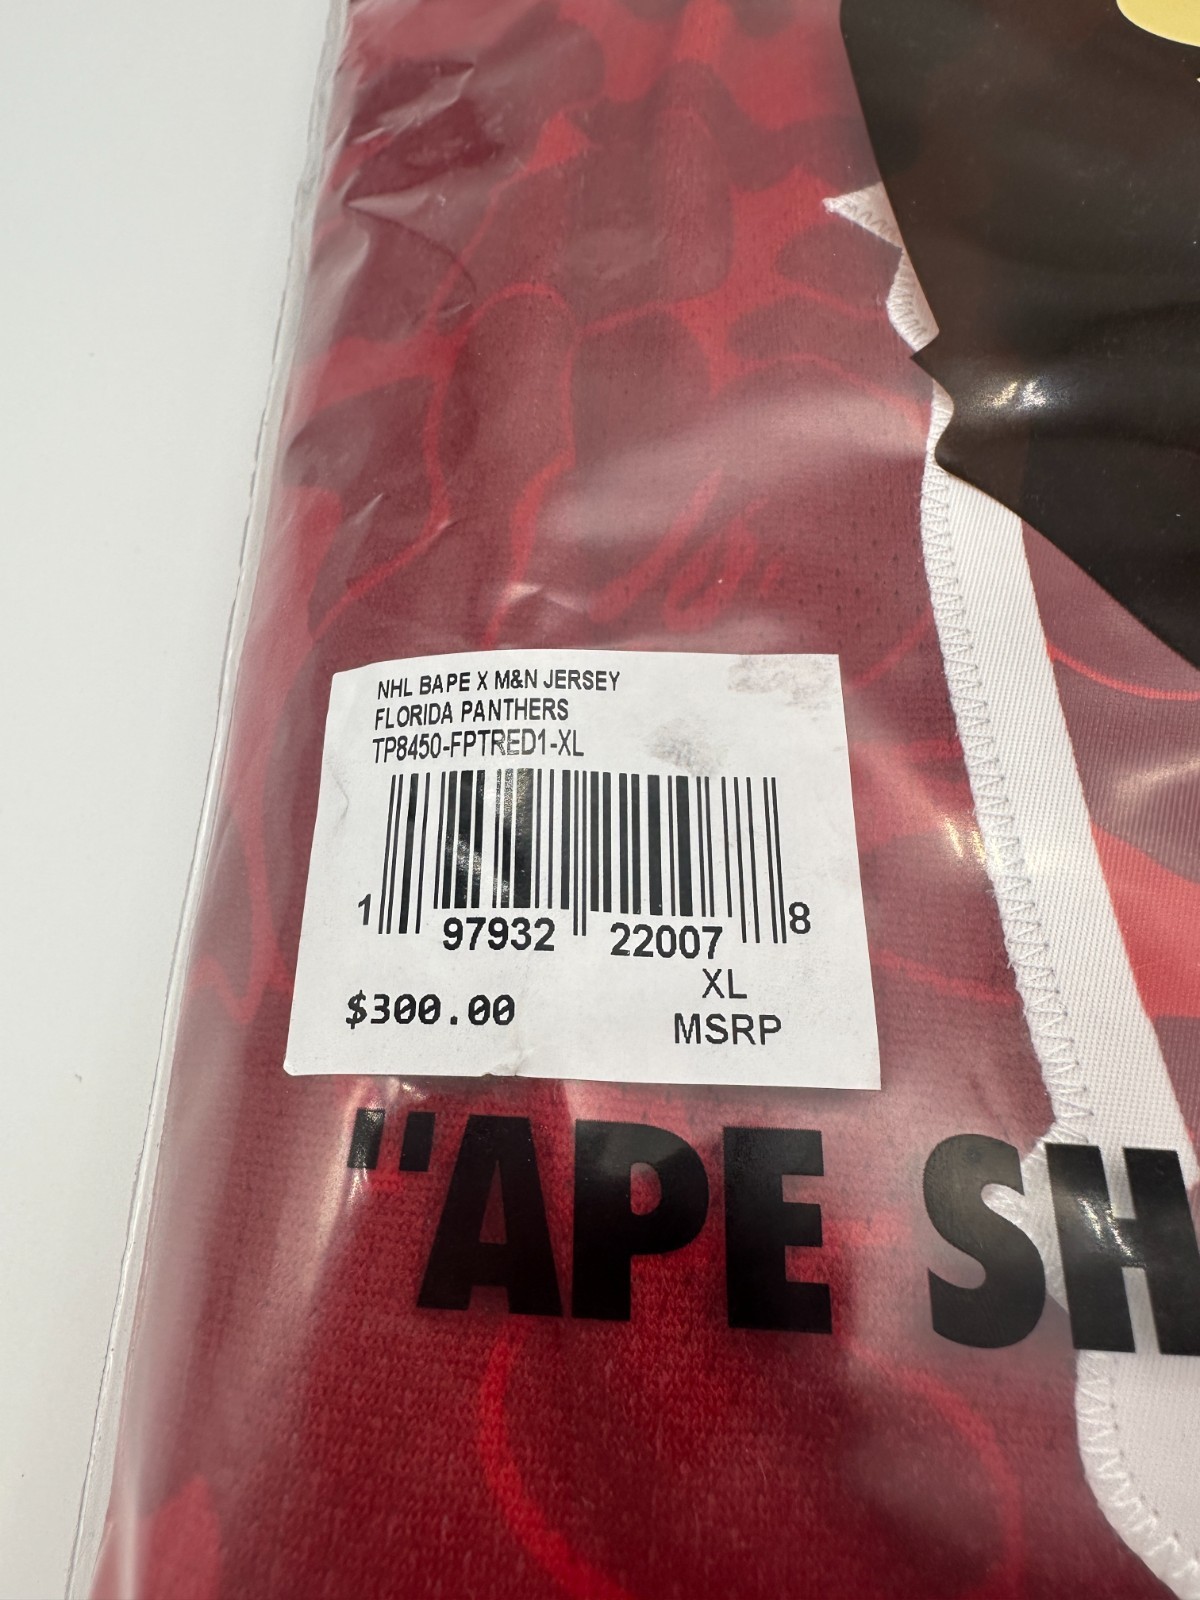 NHL BAPE X M&N JERSEY
FLORIDA PANTHERS
TP8450-FPTRED1-XL
1 97932 22007 8
XL
$300.00
MSRP
"APE SH